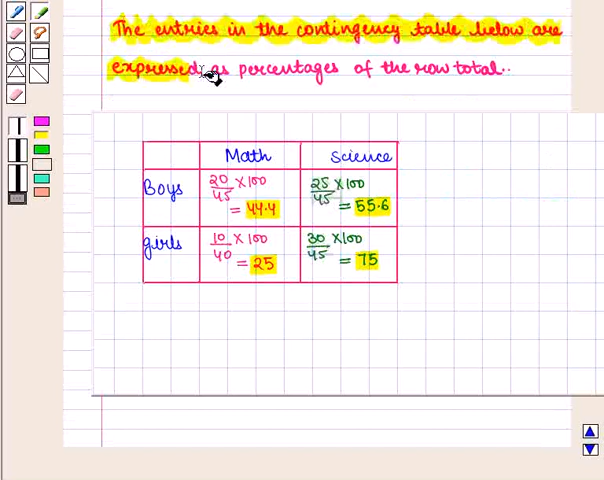 The entries in the contingency table below are
expressed as percentages of the row total..
Math Science
Boys 20/45 × 100 = 44.4 25/45 × 100 = 55.6
girls 10/40 × 100 = 25 30/45 × 100 = 75